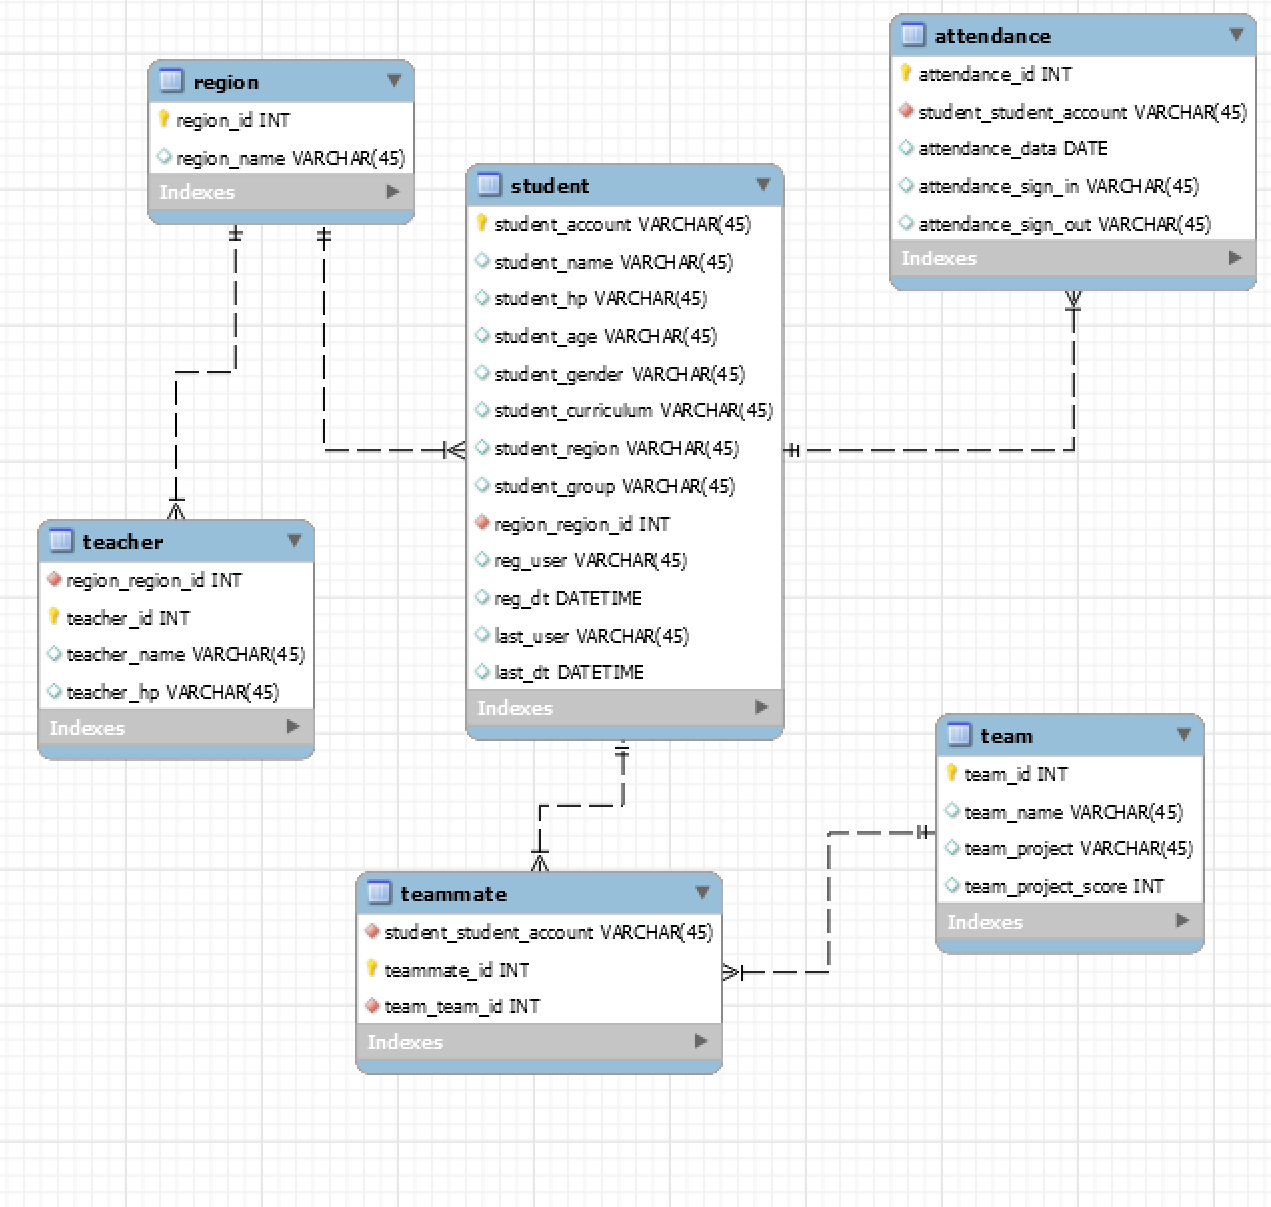 region
region_id INT
region_name VARCHAR(45)
Indexes
attendance
attendance_id INT
student_student_account VARCHAR(45)
attendance_data DATE
attendance_sign_in VARCHAR(45)
attendance_sign_out VARCHAR(45)
Indexes
student
student_account VARCHAR(45)
student_name VARCHAR(45)
student_hp VARCHAR(45)
student_age VARCHAR(45)
student_gender VARCHAR(45)
student_curriculum VARCHAR(45)
student_region VARCHAR(45)
student_group VARCHAR(45)
region_region_id INT
reg_user VARCHAR(45)
reg_dt DATETIME
last_user VARCHAR(45)
last_dt DATETIME
Indexes
teacher
region_region_id INT
teacher_id INT
teacher_name VARCHAR(45)
teacher_hp VARCHAR(45)
Indexes
team
team_id INT
team_name VARCHAR(45)
team_project VARCHAR(45)
team_project_score INT
Indexes
teammate
student_student_account VARCHAR(45)
teammate_id INT
team_team_id INT
Indexes